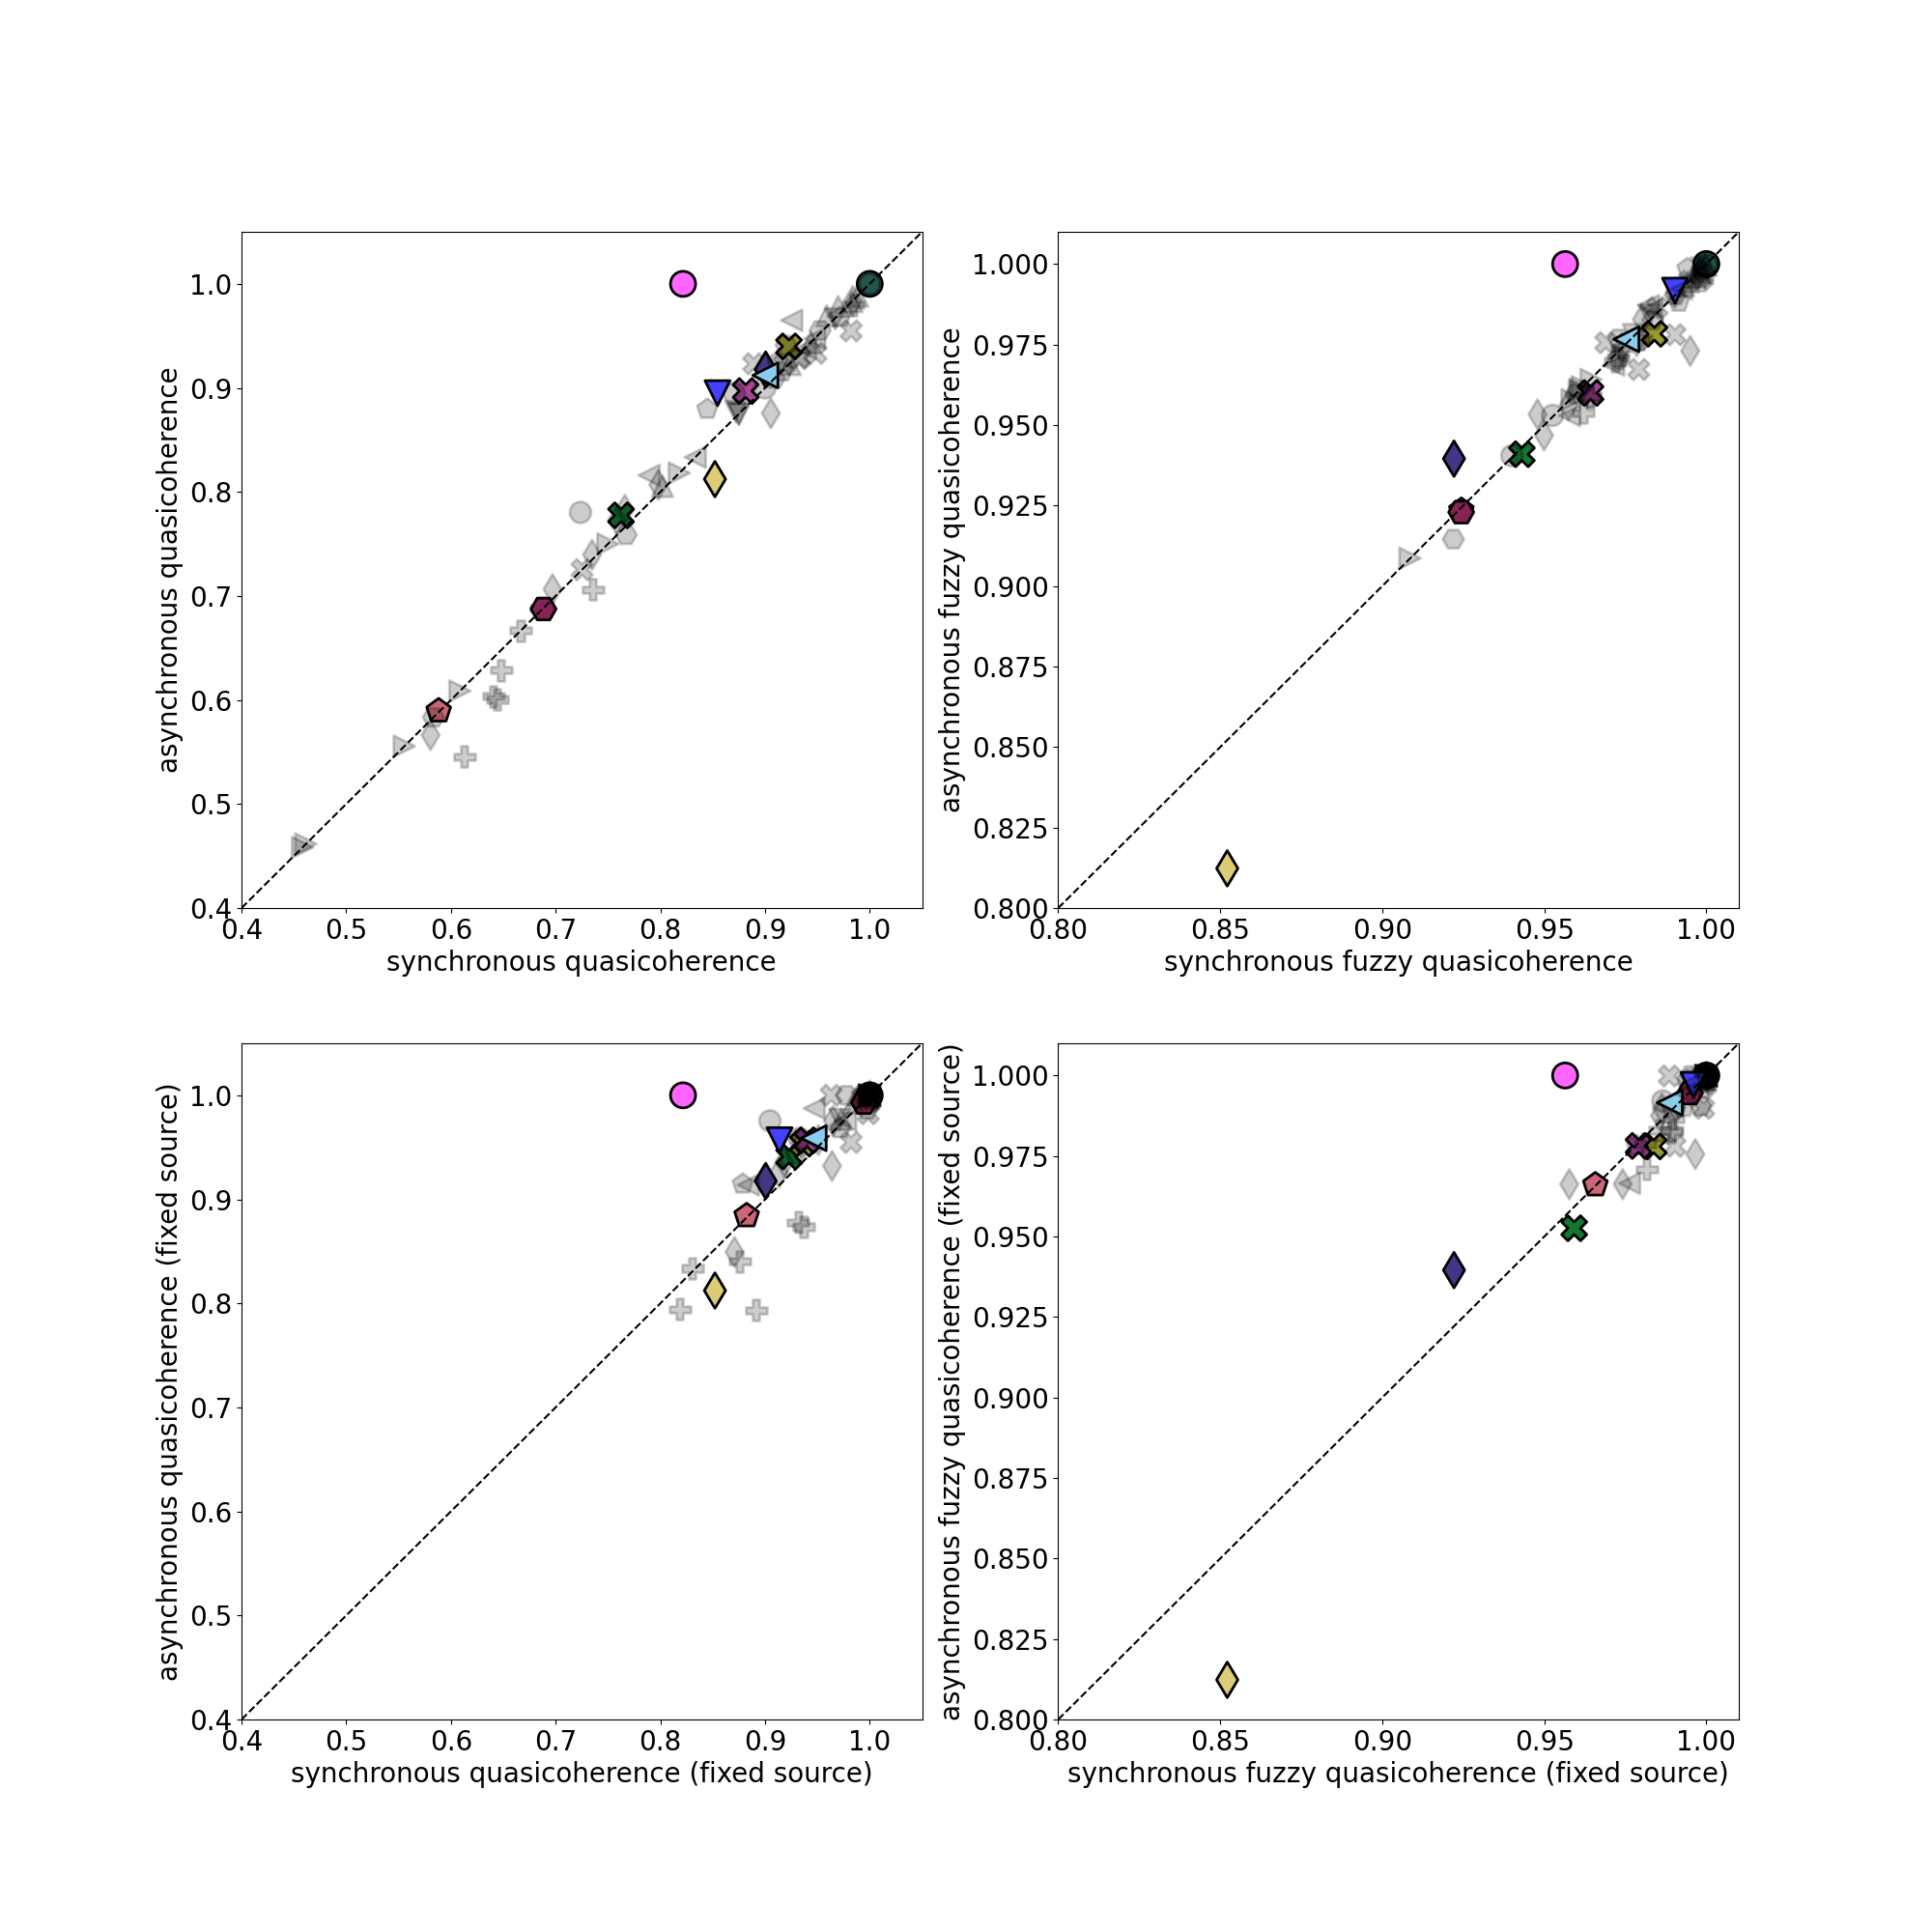 1.0
0.9
0.8
0.7
0.6
0.5
0.4
asynchronous quasicoherence
0.4 0.5 0.6 0.7 0.8 0.9 1.0
synchronous quasicoherence
1.000
0.975
0.950
0.925
0.900
0.875
0.850
0.825
0.800
asynchronous fuzzy quasicoherence
0.80 0.85 0.90 0.95 1.00
synchronous fuzzy quasicoherence
1.0
0.9
0.8
0.7
0.6
0.5
0.4
asynchronous quasicoherence (fixed source)
0.4 0.5 0.6 0.7 0.8 0.9 1.0
synchronous quasicoherence (fixed source)
1.000
0.975
0.950
0.925
0.900
0.875
0.850
0.825
0.800
asynchronous fuzzy quasicoherence (fixed source)
0.80 0.85 0.90 0.95 1.00
synchronous fuzzy quasicoherence (fixed source)